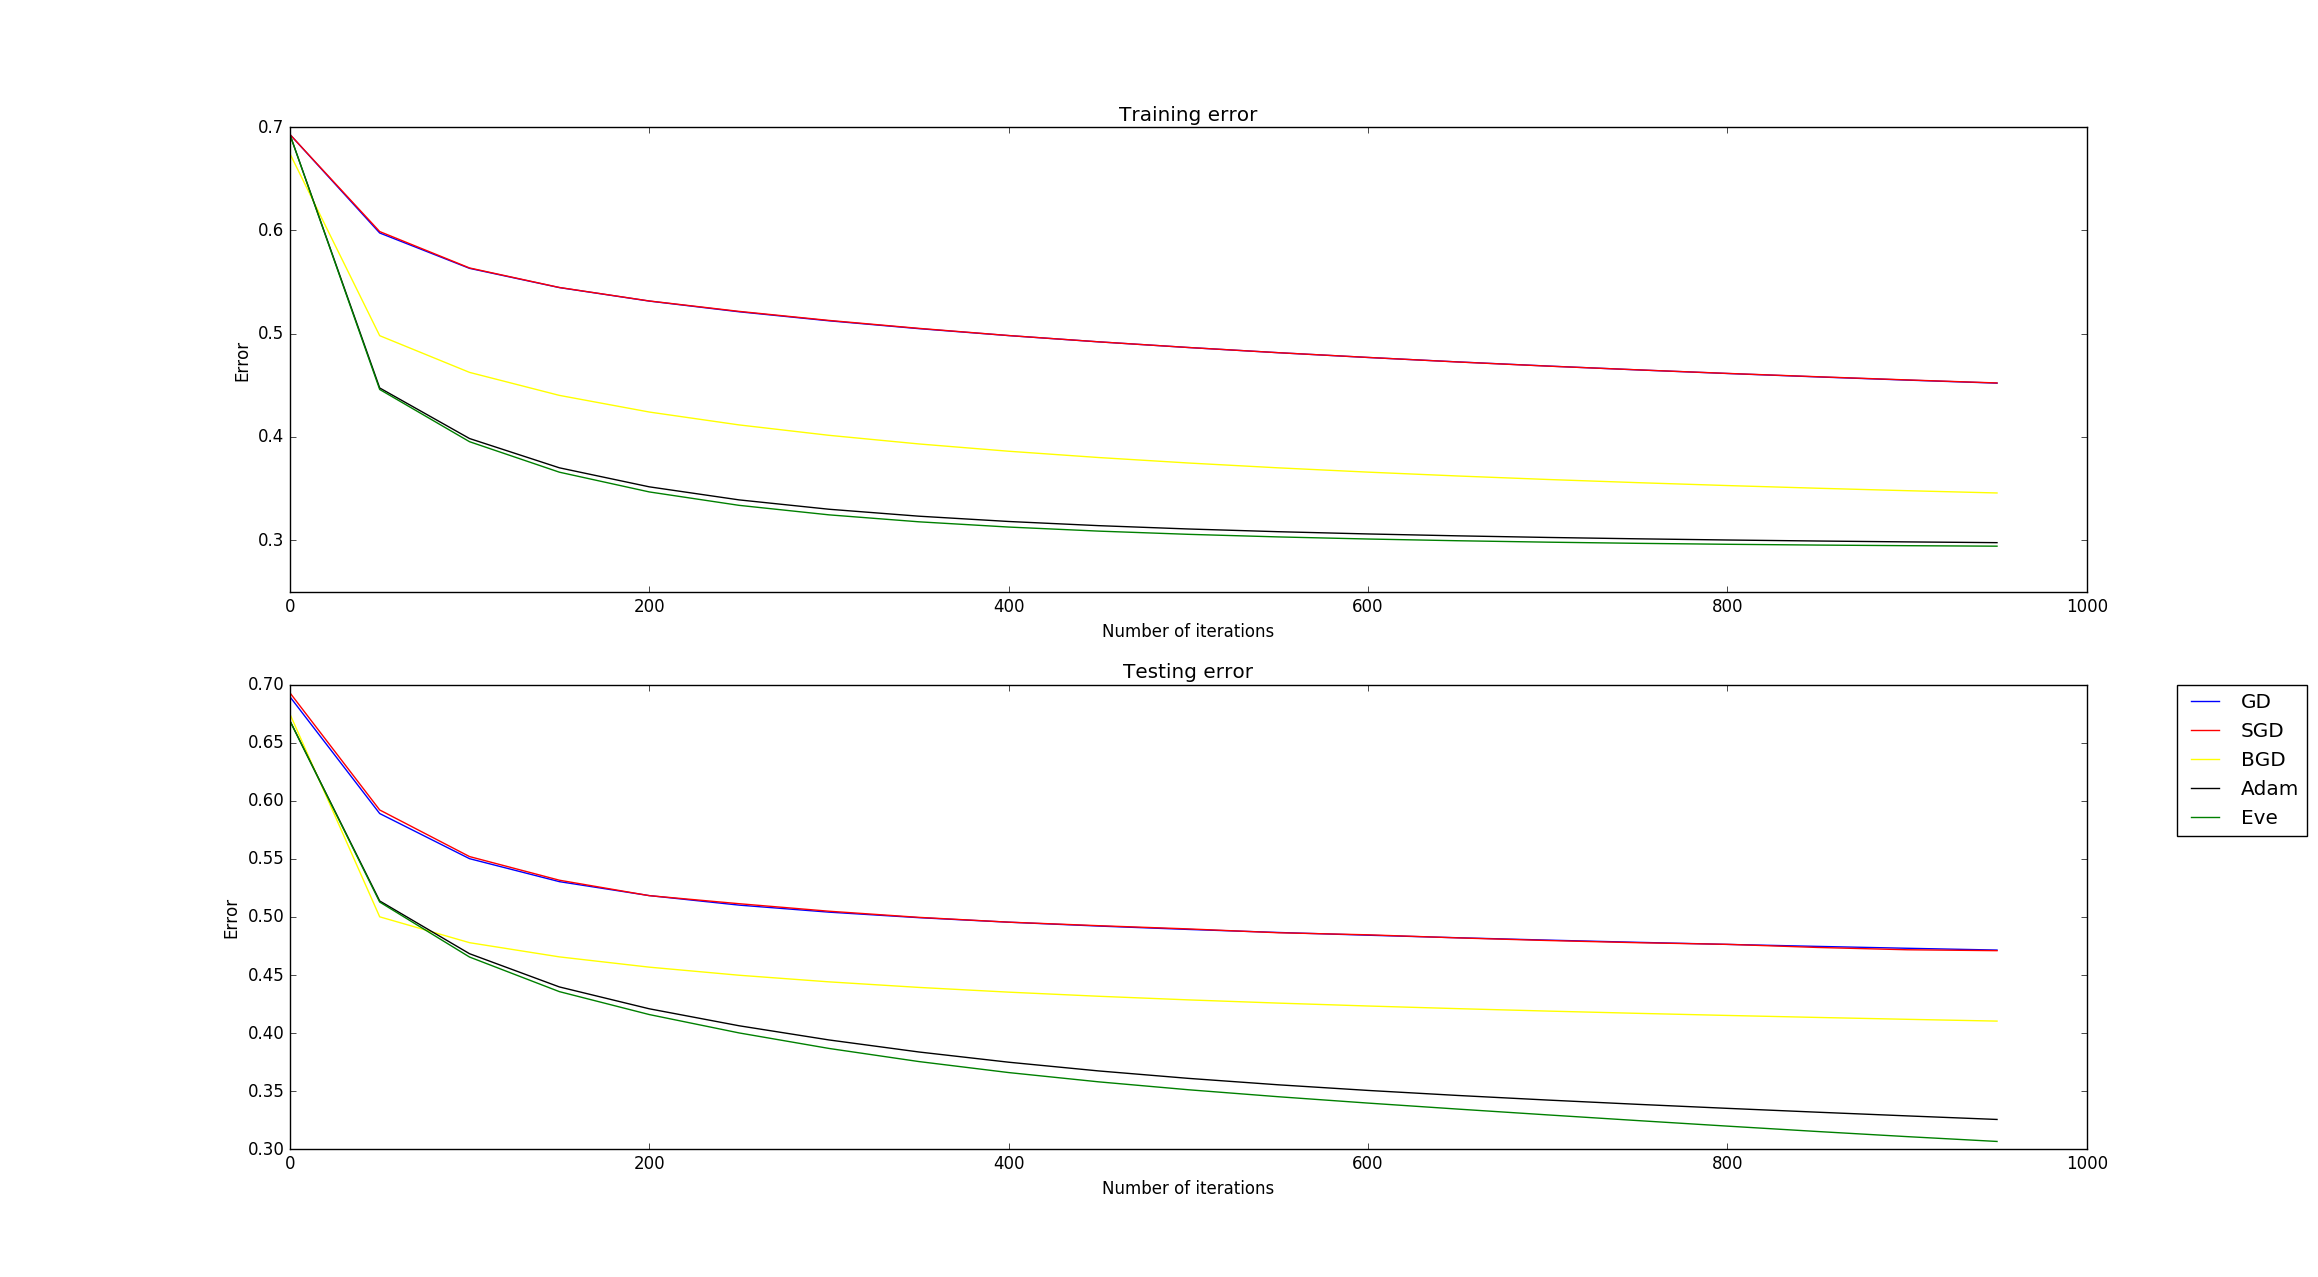 Training error
0.7
0.6
0.5
0.4
0.3
Error
0 200 400 600 800 1000
Number of iterations
Testing error
0.70
0.65
0.60
0.55
0.50
0.45
0.40
0.35
0.30
Error
0 200 400 600 800 1000
Number of iterations
GD
SGD
BGD
Adam
Eve